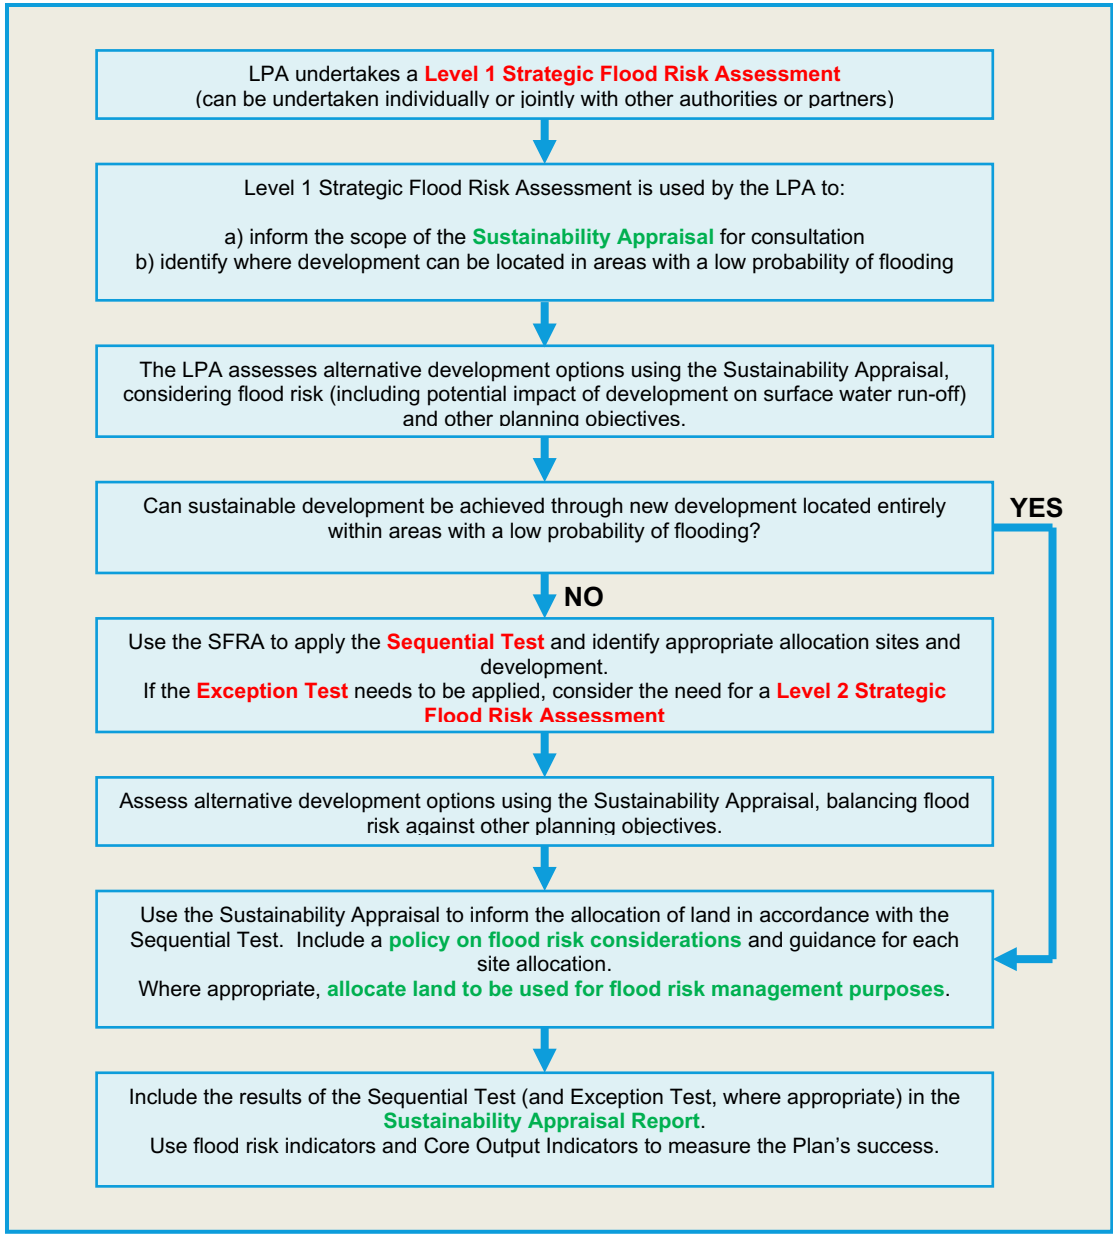 LPA undertakes a Level 1 Strategic Flood Risk Assessment
(can be undertaken individually or jointly with other authorities or partners)
Level 1 Strategic Flood Risk Assessment is used by the LPA to:
a) inform the scope of the Sustainability Appraisal for consultation
b) identify where development can be located in areas with a low probability of flooding
The LPA assesses alternative development options using the Sustainability Appraisal,
considering flood risk (including potential impact of development on surface water run-off)
and other planning objectives.
Can sustainable development be achieved through new development located entirely
within areas with a low probability of flooding?
YES
NO
Use the SFRA to apply the Sequential Test and identify appropriate allocation sites and
development.
If the Exception Test needs to be applied, consider the need for a Level 2 Strategic
Flood Risk Assessment
Assess alternative development options using the Sustainability Appraisal, balancing flood
risk against other planning objectives.
Use the Sustainability Appraisal to inform the allocation of land in accordance with the
Sequential Test. Include a policy on flood risk considerations and guidance for each
site allocation.
Where appropriate, allocate land to be used for flood risk management purposes.
Include the results of the Sequential Test (and Exception Test, where appropriate) in the
Sustainability Appraisal Report.
Use flood risk indicators and Core Output Indicators to measure the Plan's success.